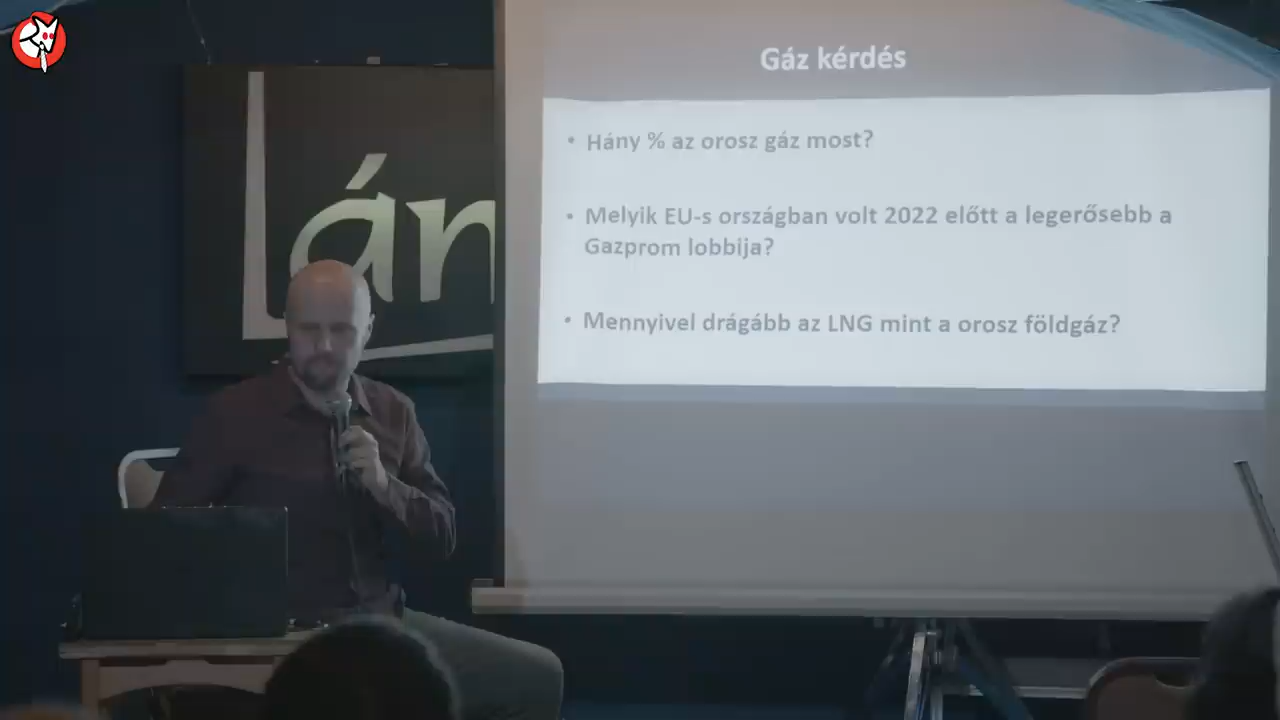 Gáz kérdés
• Hány % az orosz gáz most?
• Melyik EU-s országban volt 2022 előtt a legerősebb a
Gazprom lobbija?
• Mennyivel drágább az LNG mint a orosz földgáz?
Lán